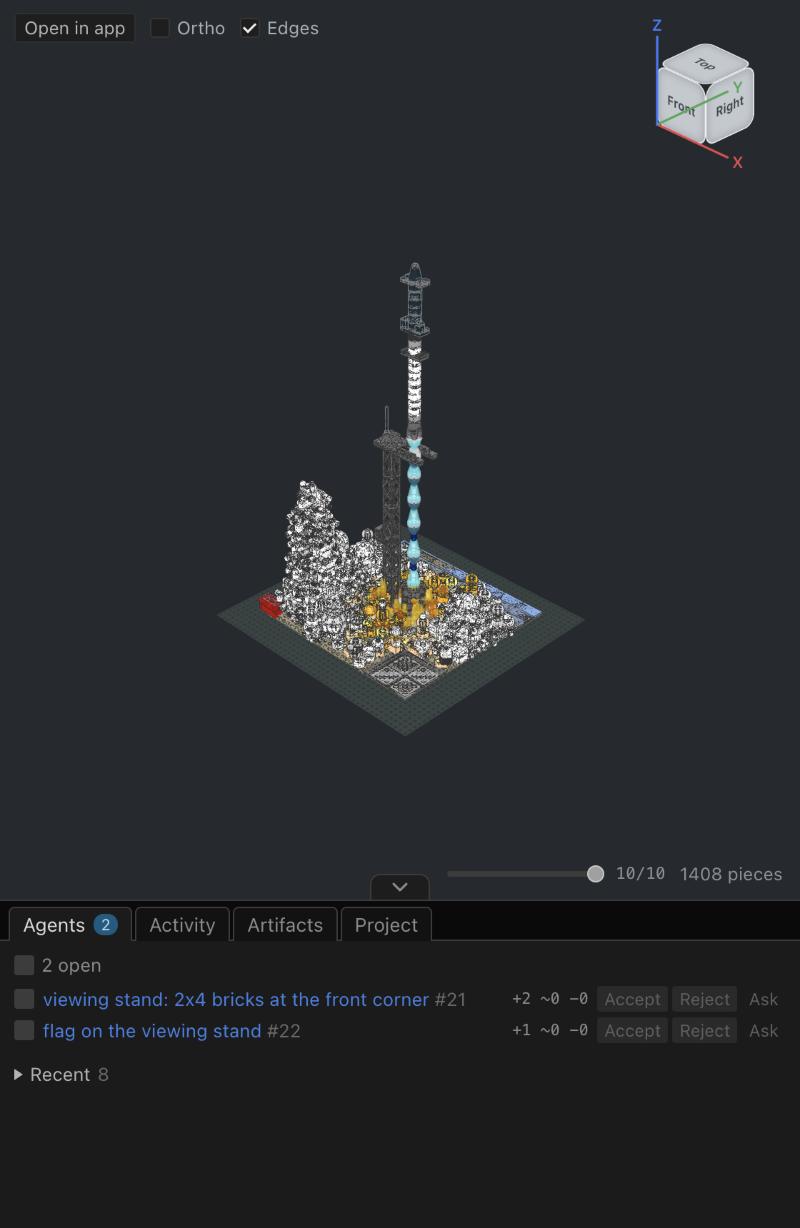 Open in app
Ortho
Edges
Z
Top
Y
Front
Right
X
10/10 1408 pieces
Agents 2
Activity
Artifacts
Project
2 open
viewing stand: 2x4 bricks at the front corner #21 +2 ~0 −0 Accept Reject Ask
flag on the viewing stand #22 +1 ~0 −0 Accept Reject Ask
Recent 8